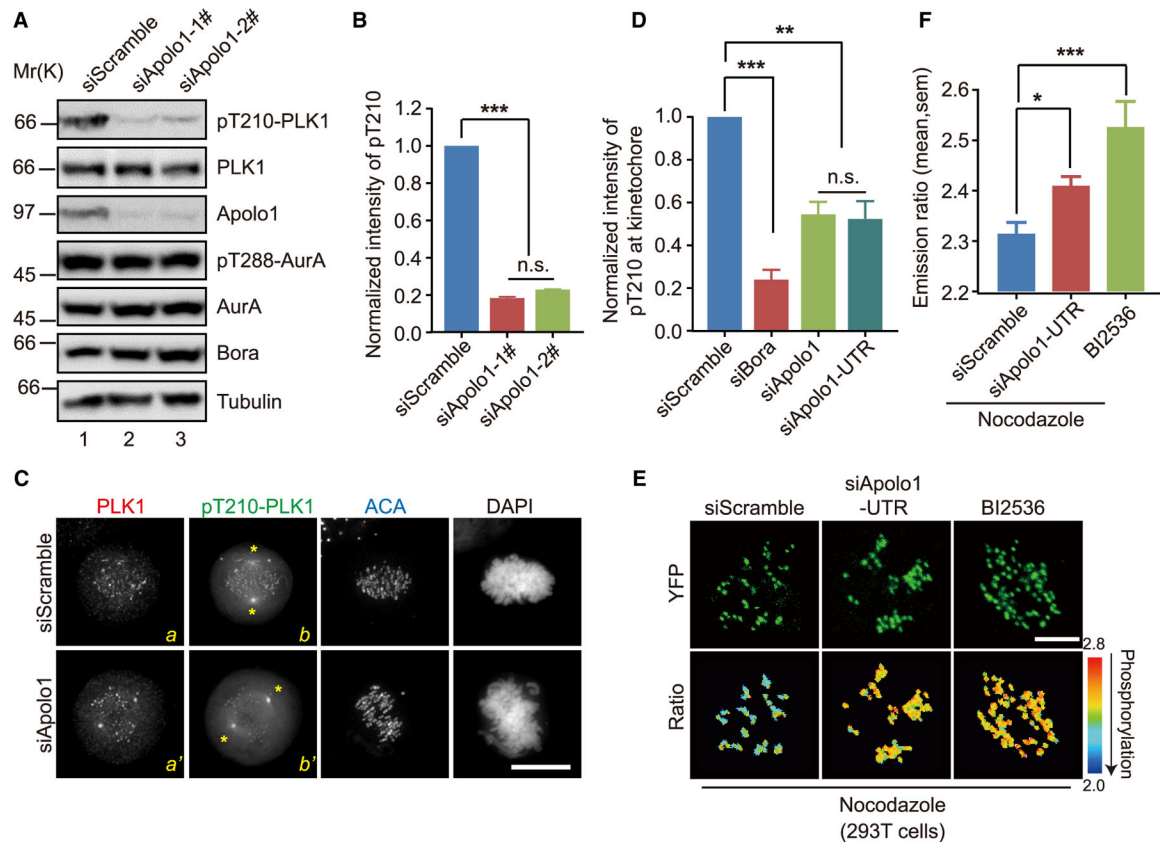 A
siScramble
siApolo1-1#
siApolo1-2#
Mr(K)
66
pT210-PLK1
66
PLK1
97
Apolo1
45
pT288-AurA
45
AurA
66
Bora
66
Tubulin
1 2 3
B
Normalized intensity of pT210
1.2
1.0
0.8
0.6
0.4
0.2
0.0
***
n.s.
siScramble
siApolo1-1#
siApolo1-2#
D
Normalized intensity of
pT210 at kinetochore
1.0
0.8
0.6
0.4
0.2
0.0
**
***
n.s.
siScramble
siBora
siApolo1
siApolo1-UTR
F
Emission ratio (mean,sem)
2.6
2.5
2.4
2.3
2.2
***
*
siScramble
siApolo1-UTR
BI2536
Nocodazole
C
PLK1 pT210-PLK1 ACA DAPI
siScramble
a
*
*
b
siApolo1
a’
*
*
b’
E
siScramble
siApolo1
-UTR
BI2536
YFP
Ratio
2.8
2.0
Phosphorylation
Nocodazole
(293T cells)